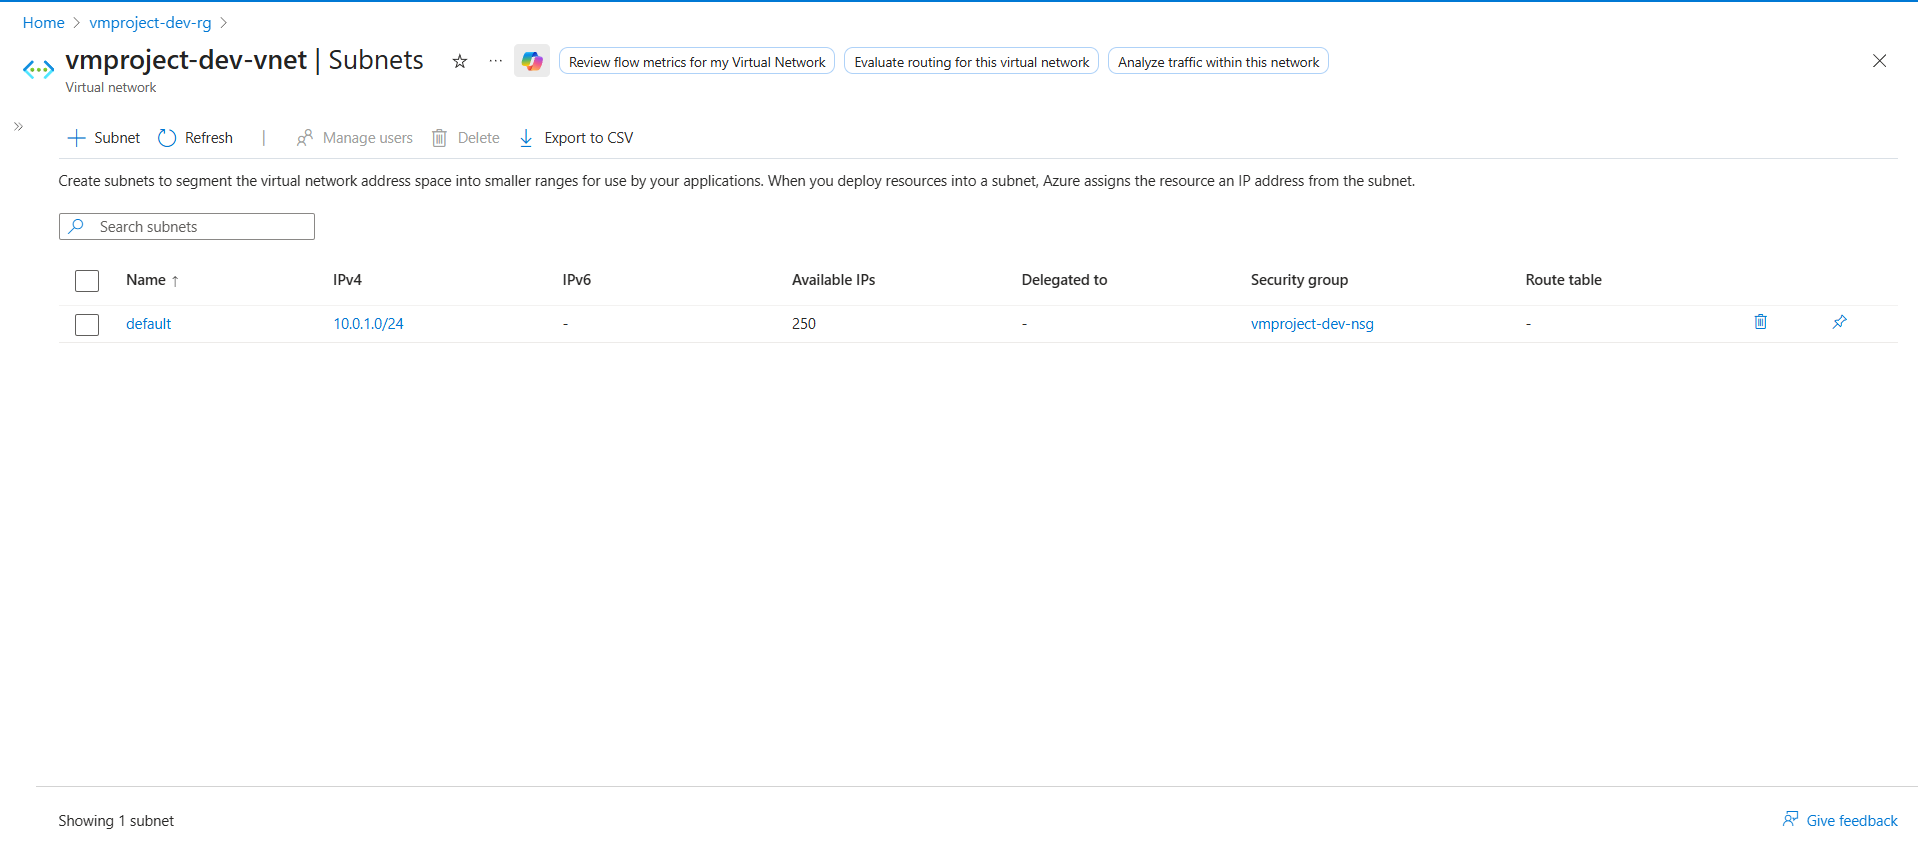 Home > vmproject-dev-rg >
vmproject-dev-vnet | Subnets ☆ ··· Review flow metrics for my Virtual Network Evaluate routing for this virtual network Analyze traffic within this network
Virtual network
+ Subnet Refresh | Manage users Delete Export to CSV
Create subnets to segment the virtual network address space into smaller ranges for use by your applications. When you deploy resources into a subnet, Azure assigns the resource an IP address from the subnet.
Search subnets
Name ↑ IPv4 IPv6 Available IPs Delegated to Security group Route table
default 10.0.1.0/24 - 250 - vmproject-dev-nsg -
Showing 1 subnet Give feedback